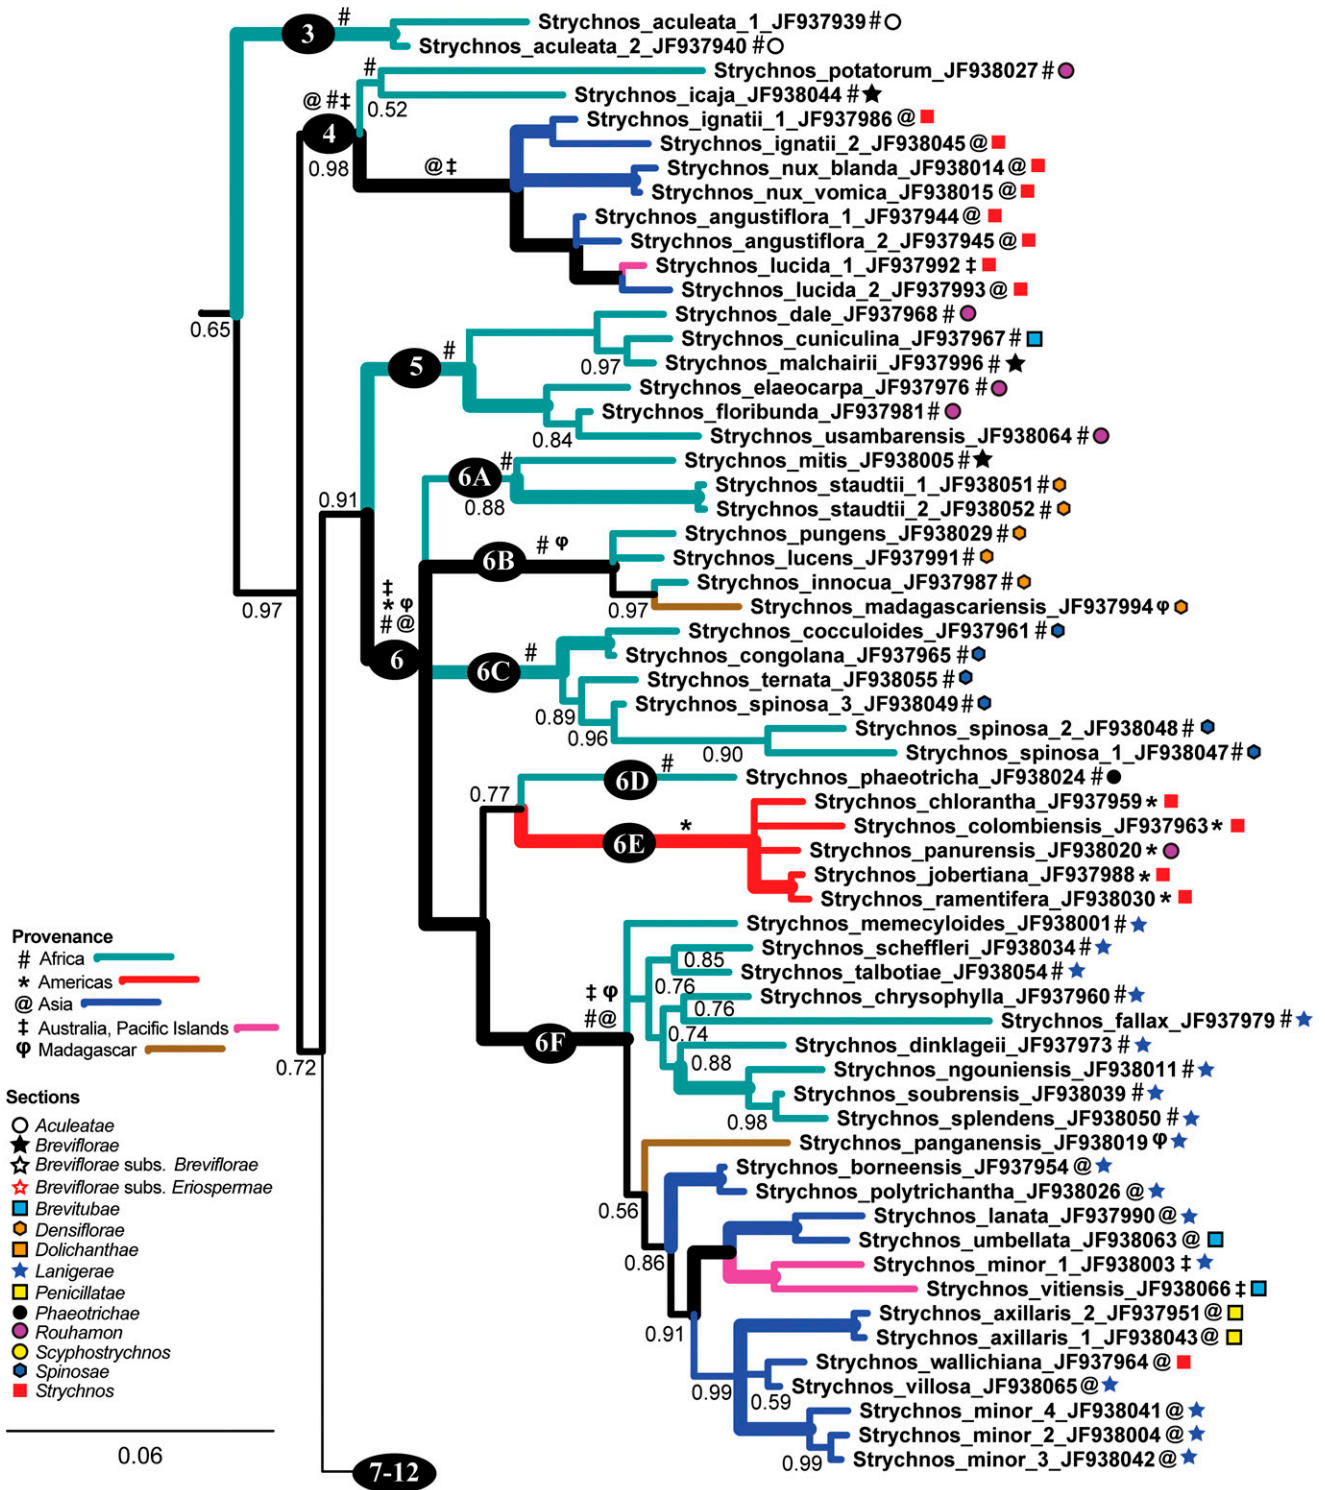 3 #
Strychnos_aculeata_1_JF937939 #
Strychnos_aculeata_2_JF937940 #
#
Strychnos_potatorum_JF938027 #
0.52
Strychnos_icaja_JF938044 #
@ # ‡
4
0.98
@ ‡
Strychnos_ignatii_1_JF937986 @
Strychnos_ignatii_2_JF938045 @
Strychnos_nux_blanda_JF938014 @
Strychnos_nux_vomica_JF938015 @
Strychnos_angustiflora_1_JF937944 @
Strychnos_angustiflora_2_JF937945 @
Strychnos_lucida_1_JF937992 ‡
Strychnos_lucida_2_JF937993 @
0.65
Strychnos_dale_JF937968 #
Strychnos_cuniculina_JF937967 #
5 #
0.97
Strychnos_malchairii_JF937996 #
Strychnos_elaeocarpa_JF937976 #
Strychnos_floribunda_JF937981 #
0.84
Strychnos_usambarensis_JF938064 #
Strychnos_mitis_JF938005 #
6A #
0.88
Strychnos_staudtii_1_JF938051 #
Strychnos_staudtii_2_JF938052 #
0.91
Strychnos_pungens_JF938029 #
6B # φ
Strychnos_lucens_JF937991 #
Strychnos_innocua_JF937987 #
0.97
Strychnos_madagascariensis_JF937994 φ
0.97
‡
* φ
# @
6
Strychnos_cocculoides_JF937961 #
Strychnos_congolana_JF937965 #
6C #
Strychnos_ternata_JF938055 #
0.89
Strychnos_spinosa_3_JF938049 #
0.96
Strychnos_spinosa_2_JF938048 #
0.90
Strychnos_spinosa_1_JF938047 #
6D #
Strychnos_phaeotricha_JF938024 #
0.77
Strychnos_chlorantha_JF937959 *
Strychnos_colombiensis_JF937963 *
6E *
Strychnos_panurensis_JF938020 *
Strychnos_jobertiana_JF937988 *
Strychnos_ramentifera_JF938030 *
Strychnos_memecyloides_JF938001 #
Strychnos_scheffleri_JF938034 #
0.85
Strychnos_talbotiae_JF938054 #
0.76
Strychnos_chrysophylla_JF937960 #
0.76
Strychnos_fallax_JF937979 #
‡ φ
# @
6F
0.74
Strychnos_dinklageii_JF937973 #
0.88
Strychnos_ngouniensis_JF938011 #
Strychnos_soubrensis_JF938039 #
0.98
Strychnos_splendens_JF938050 #
Strychnos_panganensis_JF938019 φ
Strychnos_borneensis_JF937954 @
Strychnos_polytrichantha_JF938026 @
0.56
Strychnos_lanata_JF937990 @
Strychnos_umbellata_JF938063 @
0.86
Strychnos_minor_1_JF938003 ‡
Strychnos_vitiensis_JF938066 ‡
Strychnos_axillaris_2_JF937951 @
0.91
Strychnos_axillaris_1_JF938043 @
Strychnos_wallichiana_JF937964 @
0.99
0.59
Strychnos_villosa_JF938065 @
Strychnos_minor_4_JF938041 @
Strychnos_minor_2_JF938004 @
0.99
Strychnos_minor_3_JF938042 @
0.72
7-12
Provenance
# Africa
* Americas
@ Asia
‡ Australia, Pacific Islands
φ Madagascar
Sections
Aculeatae
Breviflorae
Breviflorae subs. Breviflorae
Breviflorae subs. Eriospermae
Brevitubae
Densiflorae
Dolichanthae
Lanigerae
Penicillatae
Phaeotrichae
Rouhamon
Scyphostrychnos
Spinosae
Strychnos
0.06